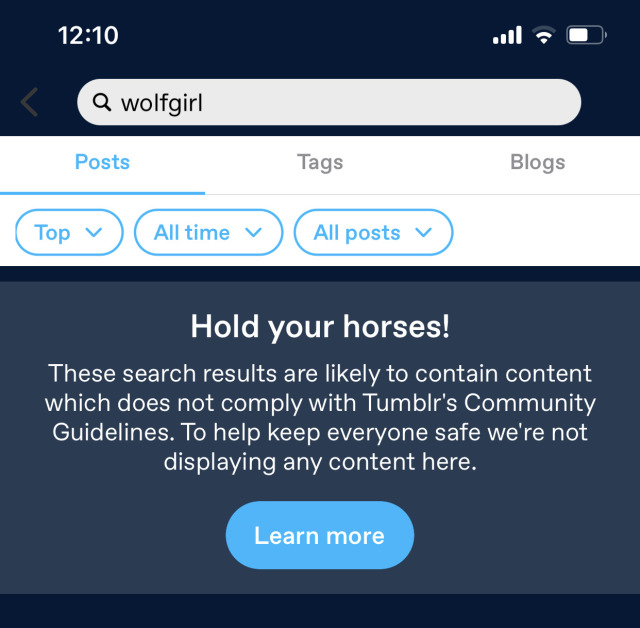 12:10
wolfgirl
Posts Tags Blogs
Top All time All posts
Hold your horses!
These search results are likely to contain content
which does not comply with Tumblr's Community
Guidelines. To help keep everyone safe we're not
displaying any content here.
Learn more